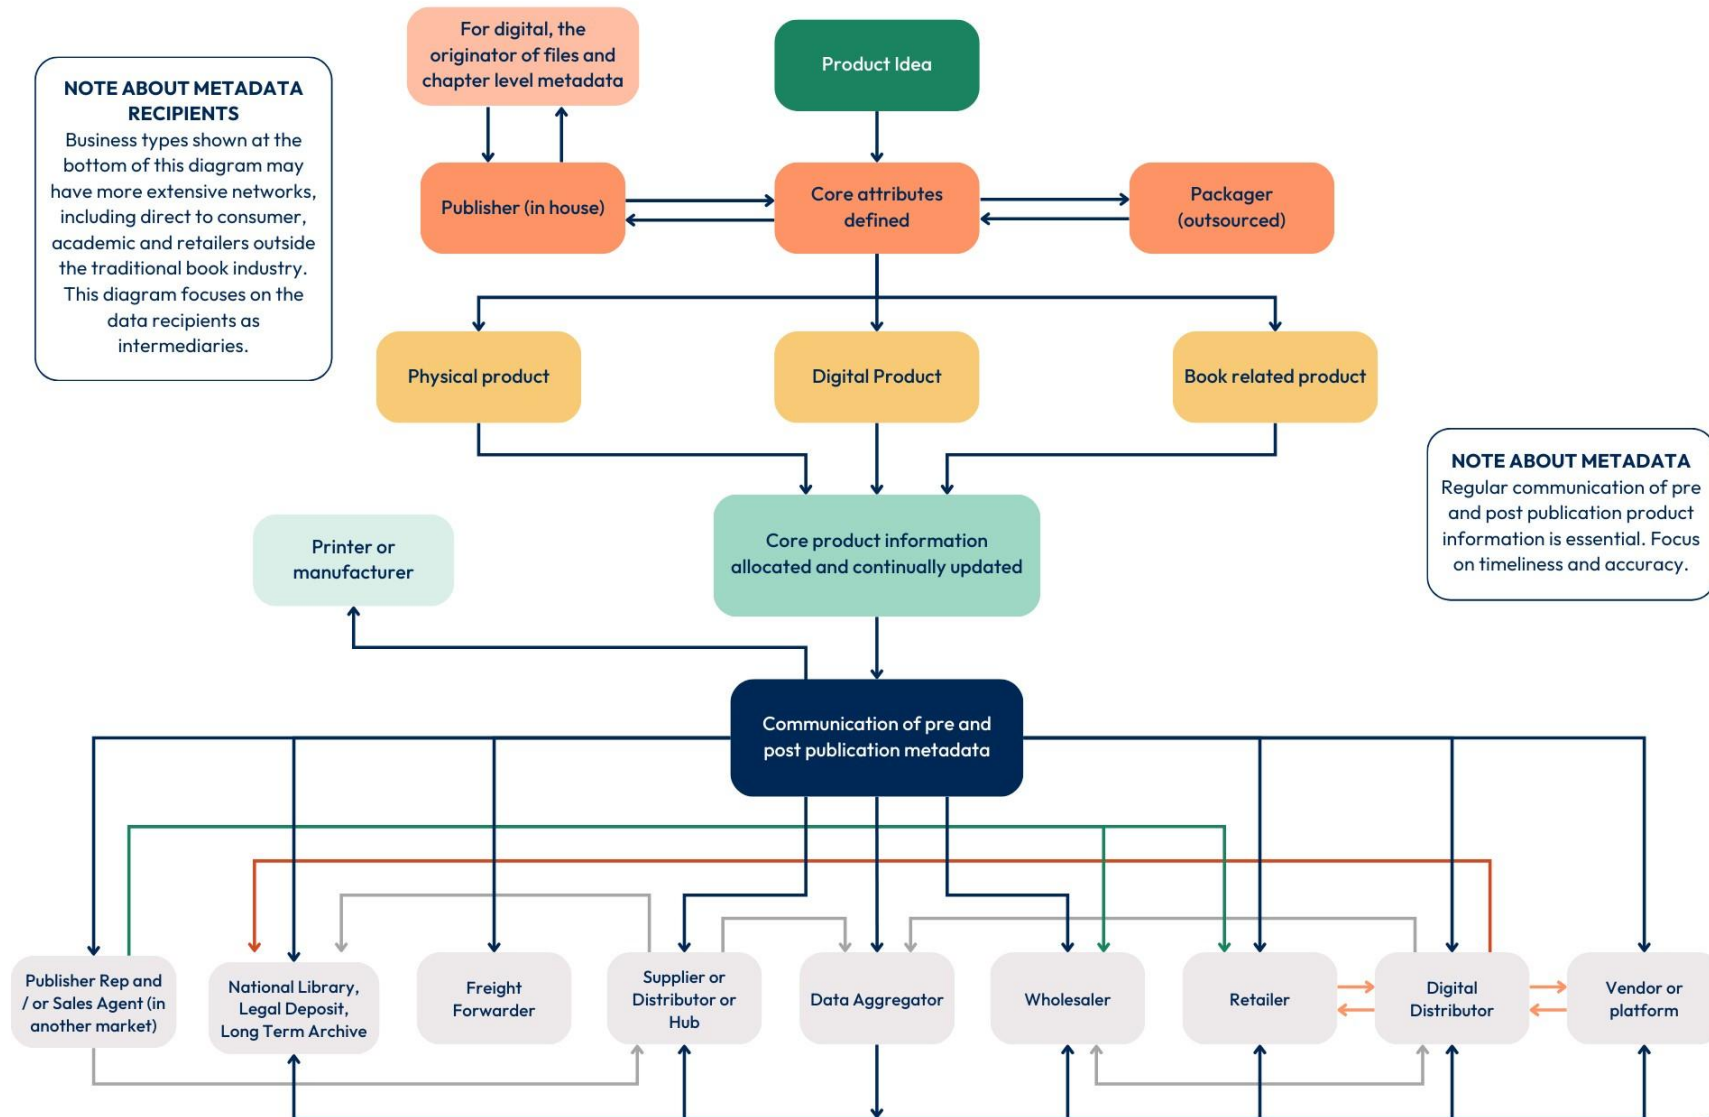 For digital, the
originator of files and
chapter level metadata
Product Idea
NOTE ABOUT METADATA
RECIPIENTS
Business types shown at the
bottom of this diagram may
have more extensive networks,
including direct to consumer,
academic and retailers outside
the traditional book industry.
This diagram focuses on the
data recipients as
intermediaries.
Publisher (in house)
Core attributes
defined
Packager
(outsourced)
Physical product
Digital Product
Book related product
NOTE ABOUT METADATA
Regular communication of pre
and post publication product
information is essential. Focus
on timeliness and accuracy.
Printer or
manufacturer
Core product information
allocated and continually updated
Communication of pre and
post publication metadata
Publisher Rep and
/ or Sales Agent (in
another market)
National Library,
Legal Deposit,
Long Term Archive
Freight
Forwarder
Supplier or
Distributor or
Hub
Data Aggregator
Wholesaler
Retailer
Digital
Distributor
Vendor or
platform